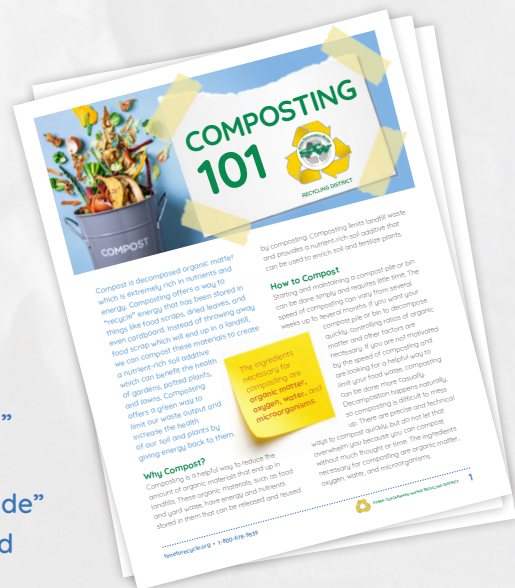 COMPOSTING
101
RECYCLING DISTRICT
COMPOST
Compost is decomposed organic matter
which is extremely rich in nutrients and
energy. Composting offers a way to
"recycle" energy that has been stored in
things like food scraps, dried leaves, and
even cardboard. Instead of throwing away
food scrap which will end up in a landfill,
we can compost these materials to create
a nutrient-rich soil additive
which can benefit the health
of gardens, potted plants,
and lawns. Composting
offers a green way to
limit our waste output and
increase the health
of our soil and plants by
giving energy back to them.
Why Compost?
Composting is a helpful way to reduce the
amount of organic materials that end up in
landfills. These organic materials, such as food
and yard waste, have energy and nutrients
stored in them that can be released and reused
The ingredients
necessary for
composting are
organic matter,
oxygen, water, and
microorganisms.
by composting. Composting limits landfill waste
and provides a nutrient-rich soil additive that
can be used to enrich soil and fertilize plants.
How to Compost
Starting and maintaining a compost pile or bin
can be done simply and requires little time. The
speed of composting can vary from several
weeks up to several months. If you want your
compost pile or bin to decompose
quickly, controlling ratios of organic
matter and other factors are
necessary. If you are not motivated
by the speed of composting and
are looking for a helpful way to
limit your food waste, composting
can be done more casually.
Decomposition happens naturally,
so composting is difficult to mess
up. There are precise and technical
ways to compost quickly, but do not let that
overwhelm you because you can compost
without much thought or time. The ingredients
necessary for composting are organic matter,
oxygen, water, and microorganisms.
timeforecycle.org • 1-800-678-9839
RECYCLING DISTRICT
1
”
de”
d